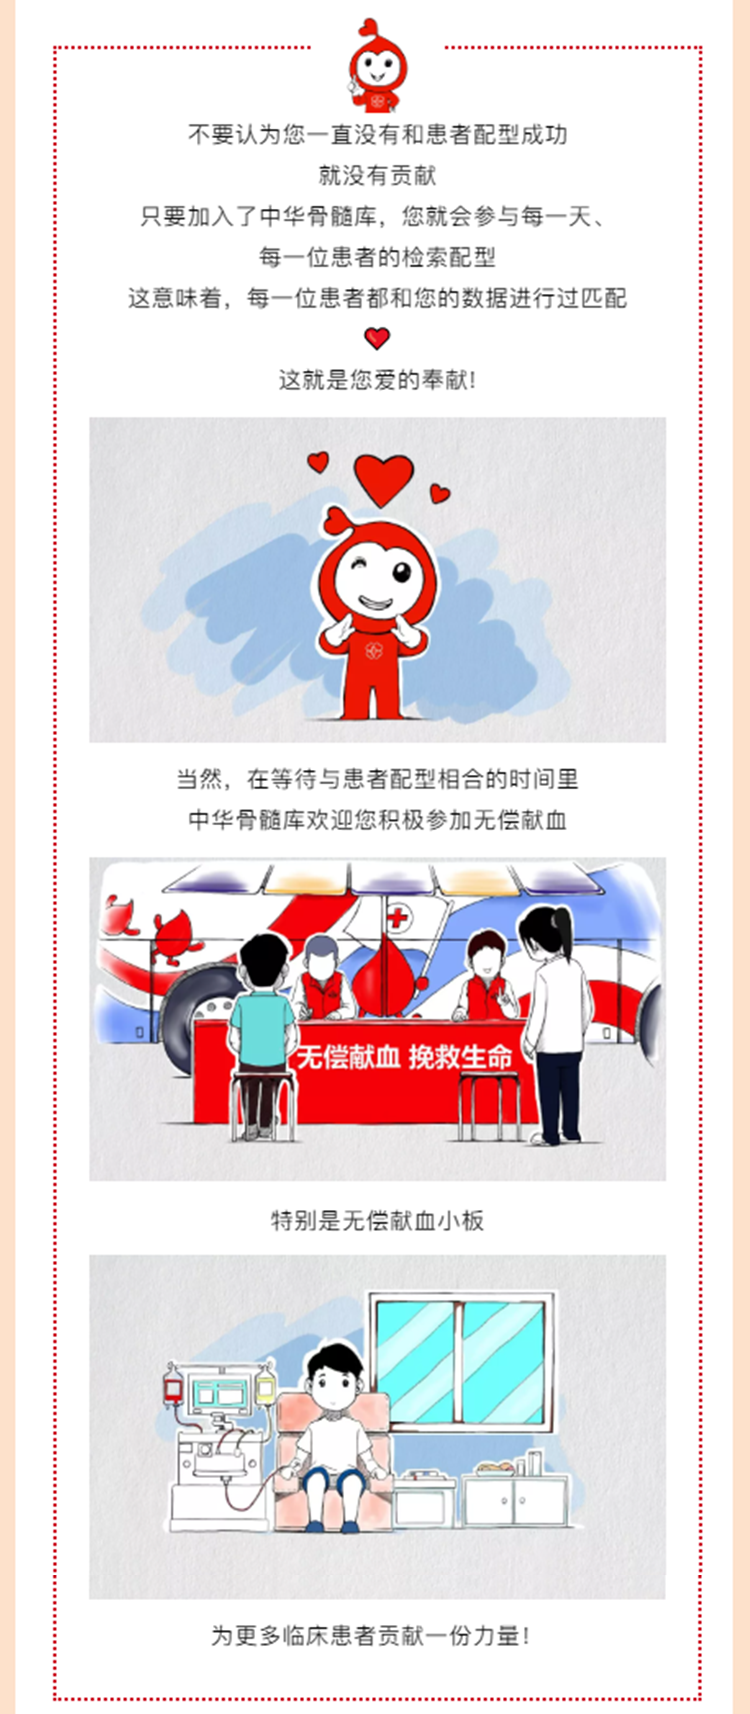 不要认为您一直没有和患者配型成功
就没有贡献
只要加入了中华骨髓库，您就会参与每一天、
每一位患者的检索配型
这意味着，每一位患者都和您的数据进行过匹配
这就是您爱的奉献!
当然，在等待与患者配型相合的时间里
中华骨髓库欢迎您积极参加无偿献血
无偿献血 挽救生命
特别是无偿献血小板
为更多临床患者贡献一份力量!